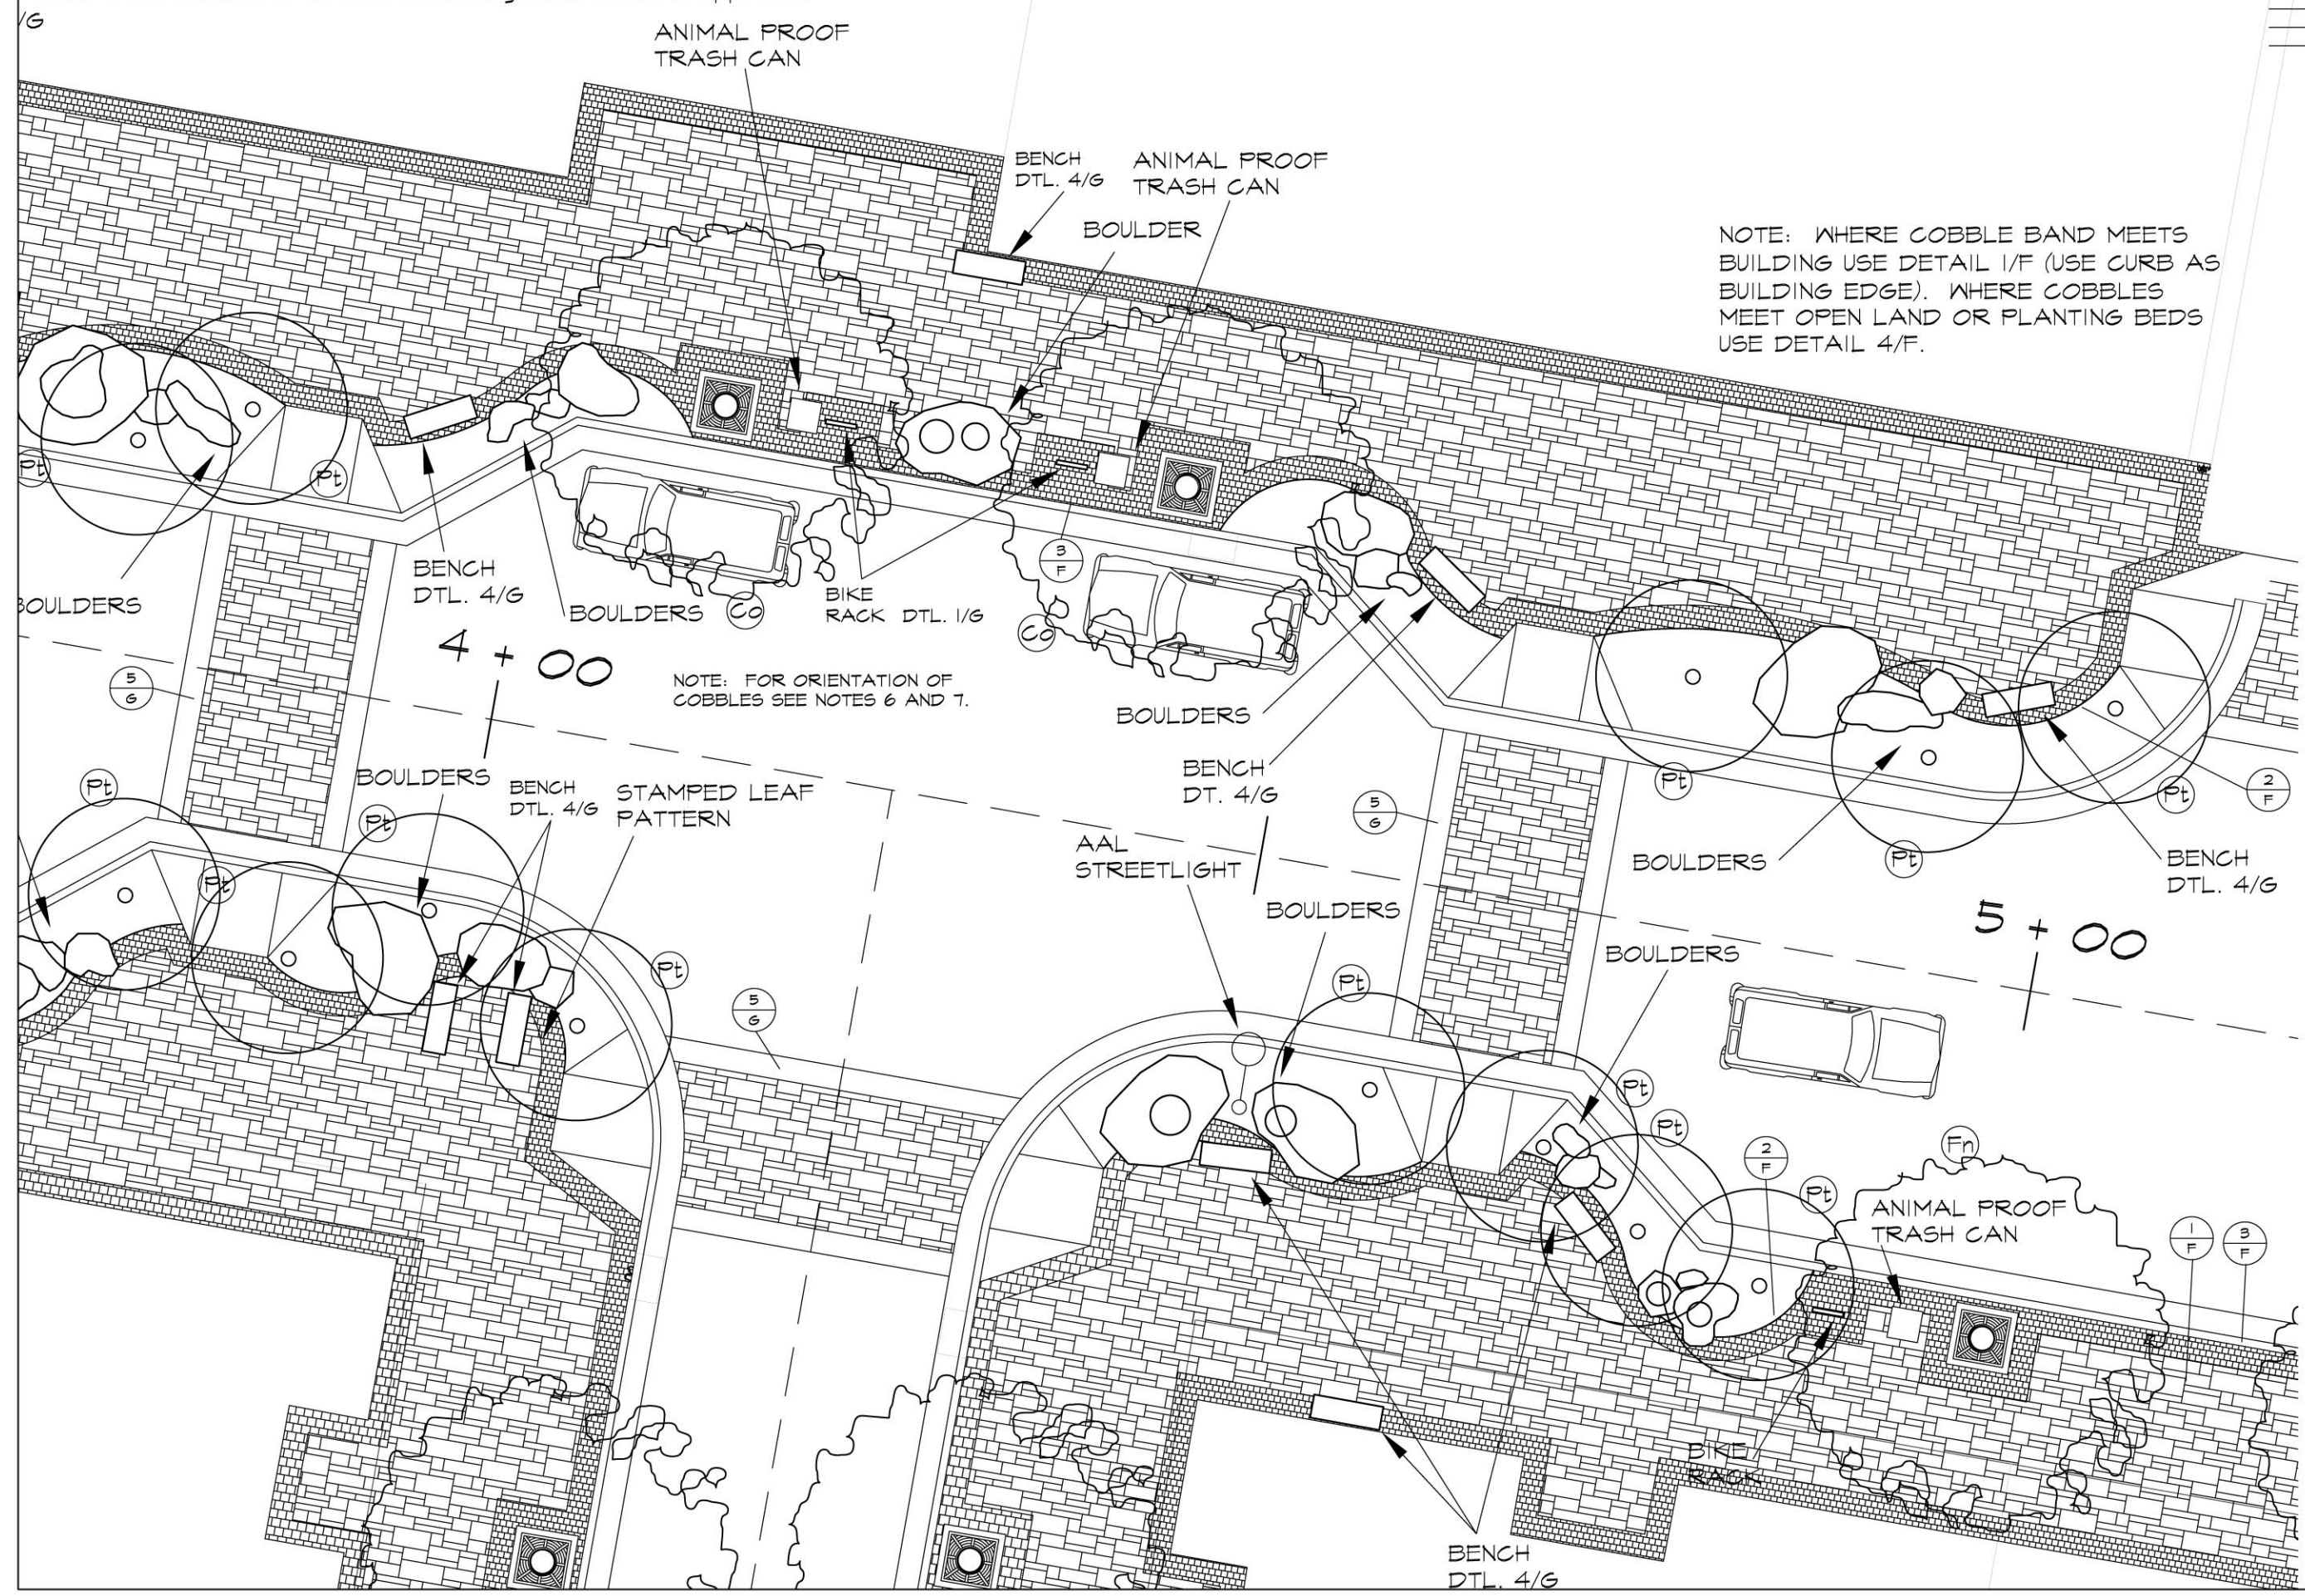 /G
ANIMAL PROOF
TRASH CAN
BENCH
DTL. 4/G
ANIMAL PROOF
TRASH CAN
BOULDER
NOTE: WHERE COBBLE BAND MEETS
BUILDING USE DETAIL 1/F (USE CURB AS
BUILDING EDGE). WHERE COBBLES
MEET OPEN LAND OR PLANTING BEDS
USE DETAIL 4/F.
Pt
Pt
BOULDERS
BENCH
DTL. 4/G
BOULDERS
Co
BIKE
RACK DTL. 1/G
3
F
Co
4 + 00
5
G
NOTE: FOR ORIENTATION OF
COBBLES SEE NOTES 6 AND 7.
BOULDERS
BENCH
DT. 4/G
Pt
5
G
Pt
2
F
BOULDERS
Pt
BENCH
DTL. 4/G
Pt
BOULDERS
Pt
Pt
BENCH
DTL. 4/G
STAMPED LEAF
PATTERN
AAL
STREETLIGHT
BOULDERS
BOULDERS
5 + 00
Pt
5
G
Pt
Pt
Pt
2
F
Pt
Fn
ANIMAL PROOF
TRASH CAN
1
F
3
F
BIKE
RACK
BENCH
DTL. 4/G